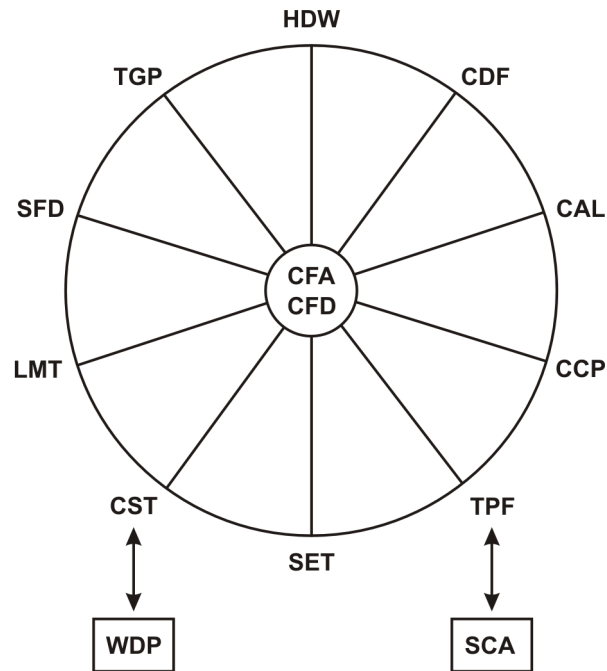 HDW
TGP
CDF
SFD
CAL
CFA
CFD
LMT
CCP
CST
TPF
SET
WDP
SCA